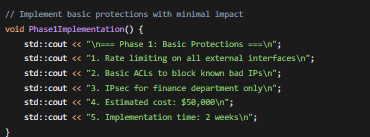 // Implement basic protections with minimal impact
void Phase1Implementation() {
    std::cout << "\n=== Phase 1: Basic Protections ===\n";
    std::cout << "1. Rate limiting on all external interfaces\n";
    std::cout << "2. Basic ACLs to block known bad IPs\n";
    std::cout << "3. IPsec for finance department only\n";
    std::cout << "4. Estimated cost: $50,000\n";
    std::cout << "5. Implementation time: 2 weeks\n";
}